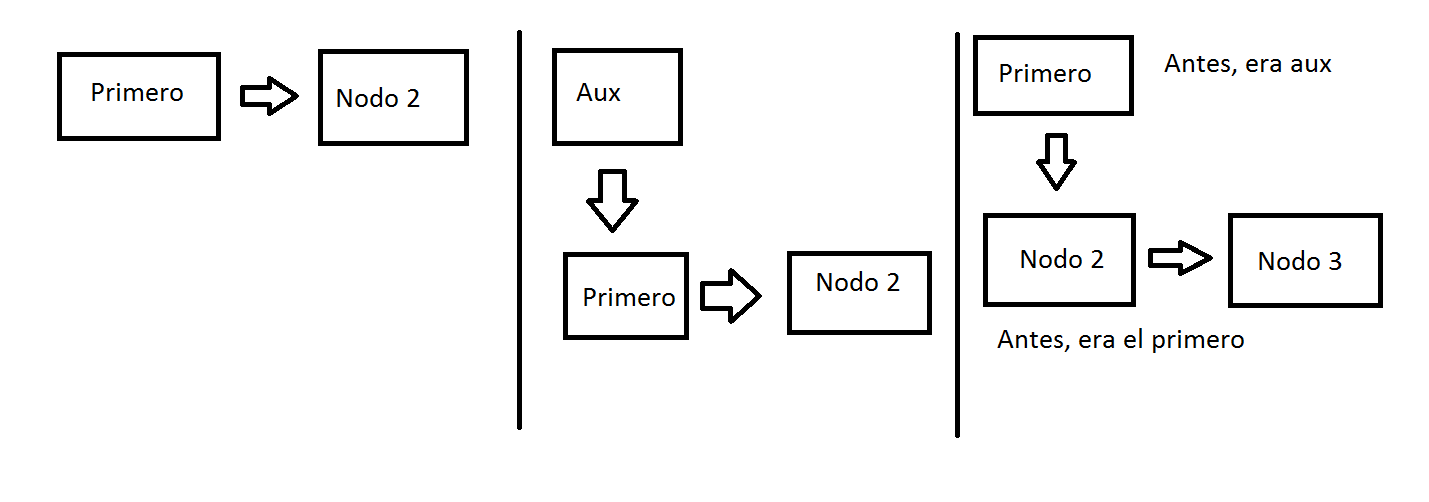 Primero
Nodo 2
Aux
Primero
Nodo 2
Primero
Antes, era aux
Nodo 2
Nodo 3
Antes, era el primero